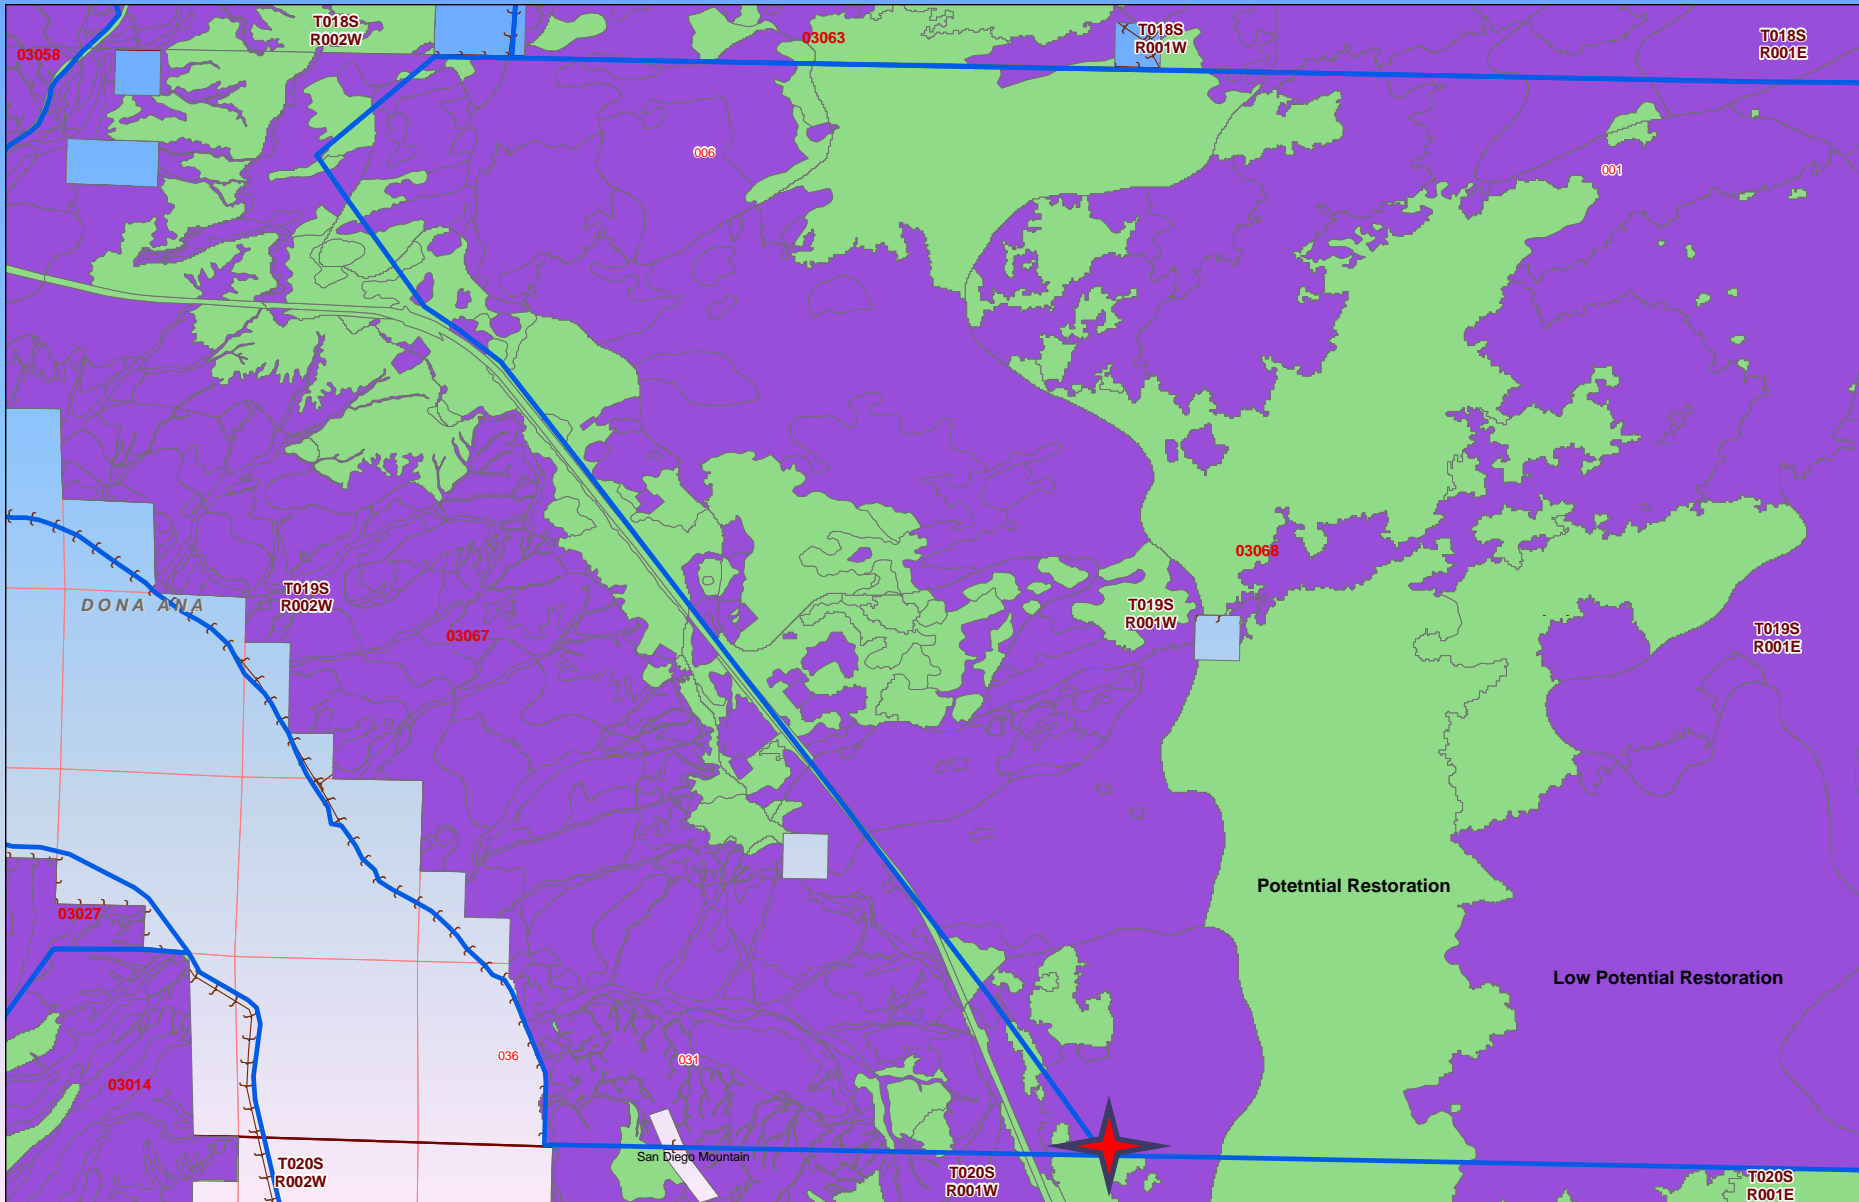 T018S
R002W
03058
03063
T018S
R001W
T018S
R001E
006
001
03068
T019S
R002W
DONA ANA
03067
T019S
R001W
T019S
R001E
Potetntial Restoration
03027
Low Potential Restoration
036
031
03014
San Diego Mountain
T020S
R002W
T020S
R001W
T020S
R001E